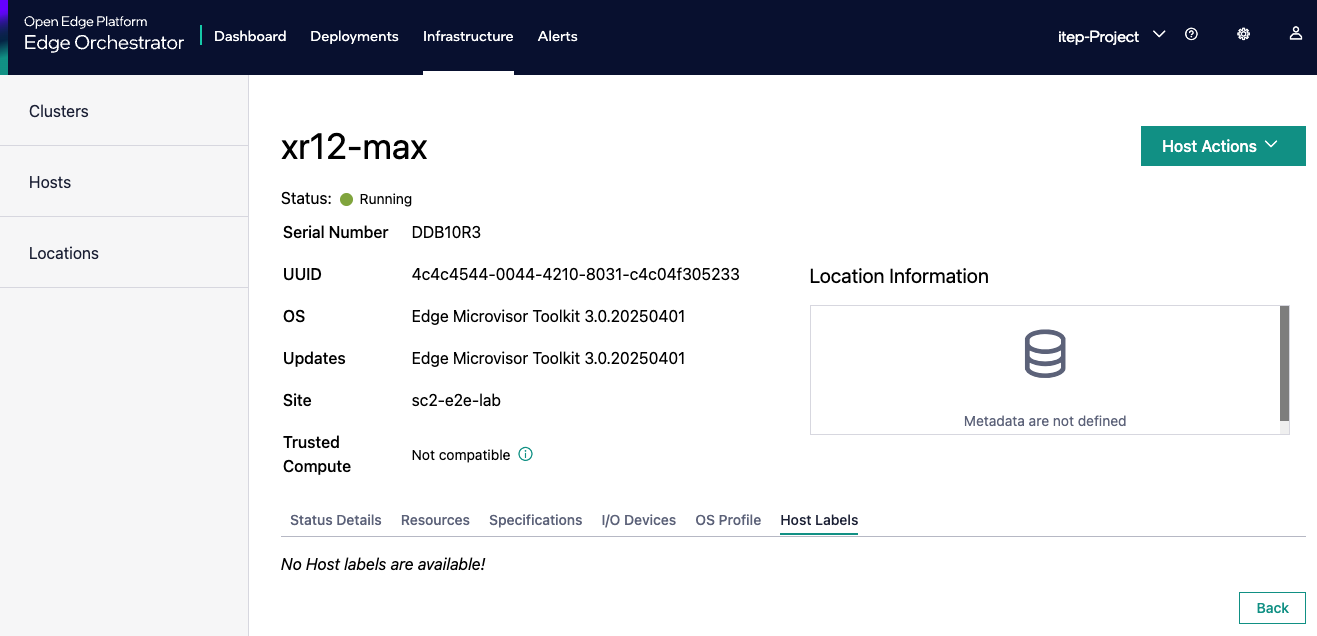 Open Edge Platform
Edge Orchestrator
Dashboard Deployments Infrastructure Alerts
itep-Project
Clusters
Hosts
Locations
xr12-max
Host Actions
Status: Running
Serial Number DDB10R3
UUID 4c4c4544-0044-4210-8031-c4c04f305233
OS Edge Microvisor Toolkit 3.0.20250401
Updates Edge Microvisor Toolkit 3.0.20250401
Site sc2-e2e-lab
Trusted
Compute
Not compatible
Location Information
Metadata are not defined
Status Details Resources Specifications I/O Devices OS Profile Host Labels
No Host labels are available!
Back